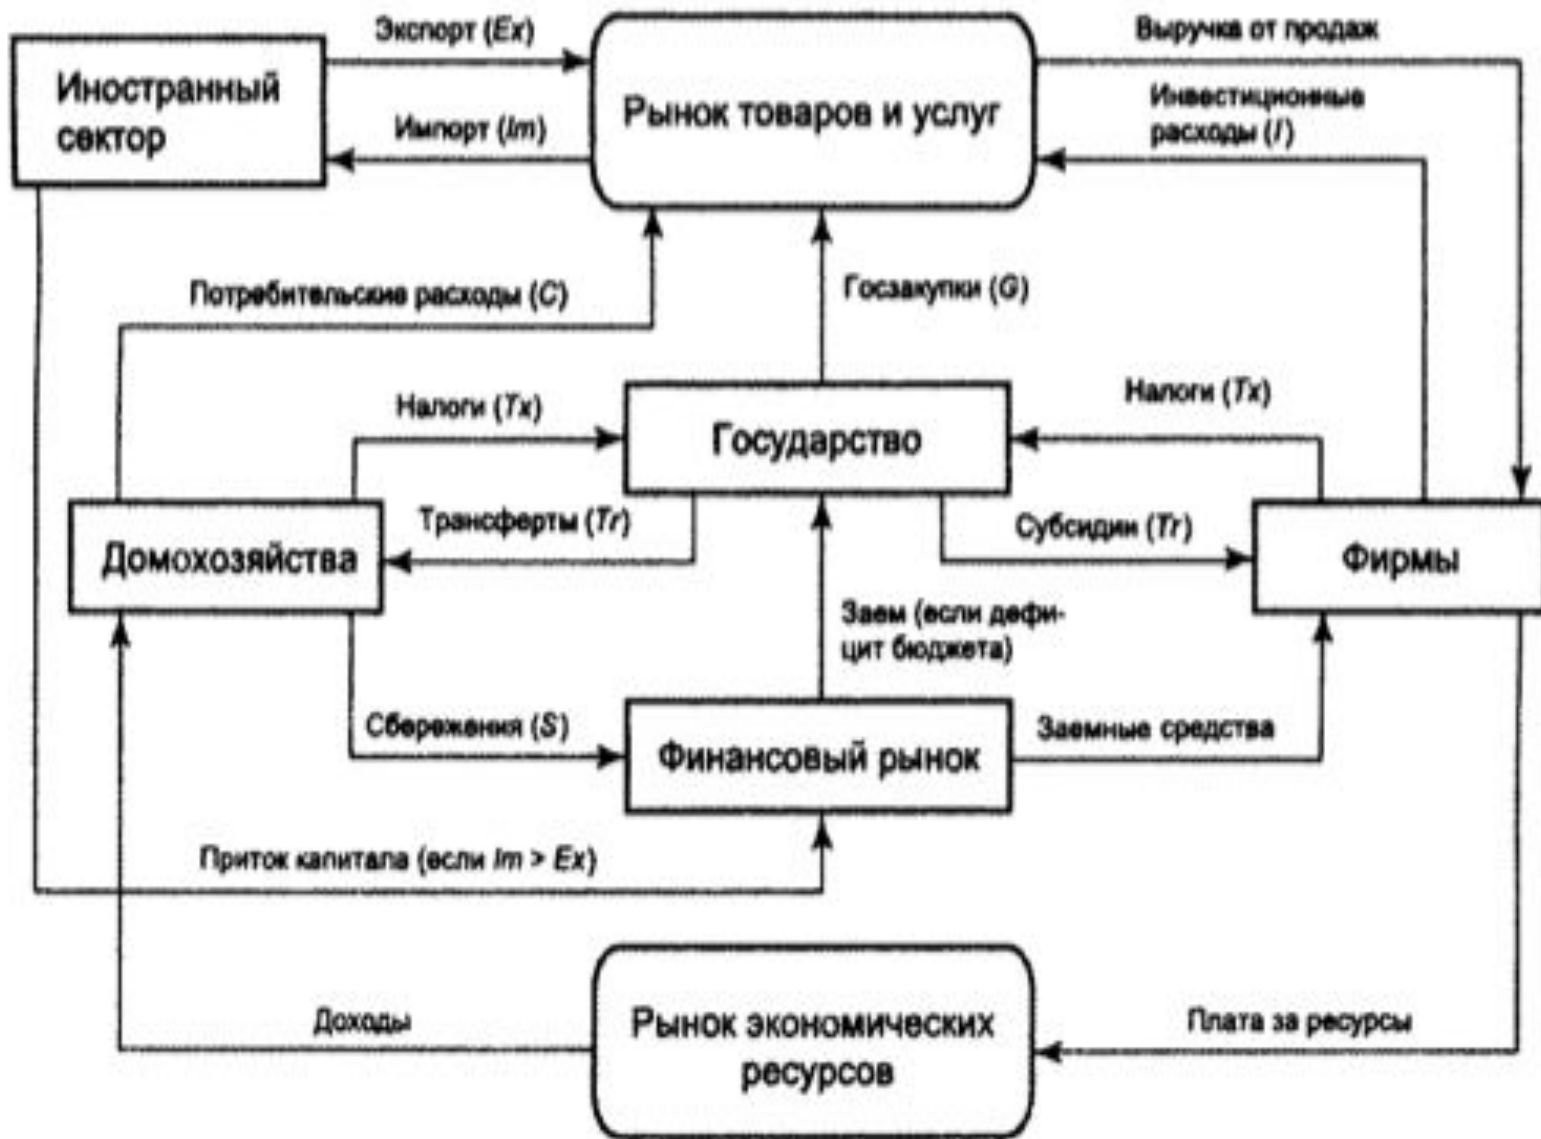 Экспорт (Ex)
Выручка от продаж
Иностранный
сектор
Рынок товаров и услуг
Инвестиционные
расходы (I)
Импорт (Im)
Потребительские расходы (C)
Госзакупки (G)
Налоги (Tx)
Налоги (Tx)
Государство
Трансферты (Tr)
Субсидии (Tr)
Домохозяйства
Фирмы
Заем (если дефи-
цит бюджета)
Сбережения (S)
Заемные средства
Финансовый рынок
Приток капитала (если Im > Ex)
Доходы
Рынок экономических
ресурсов
Плата за ресурсы